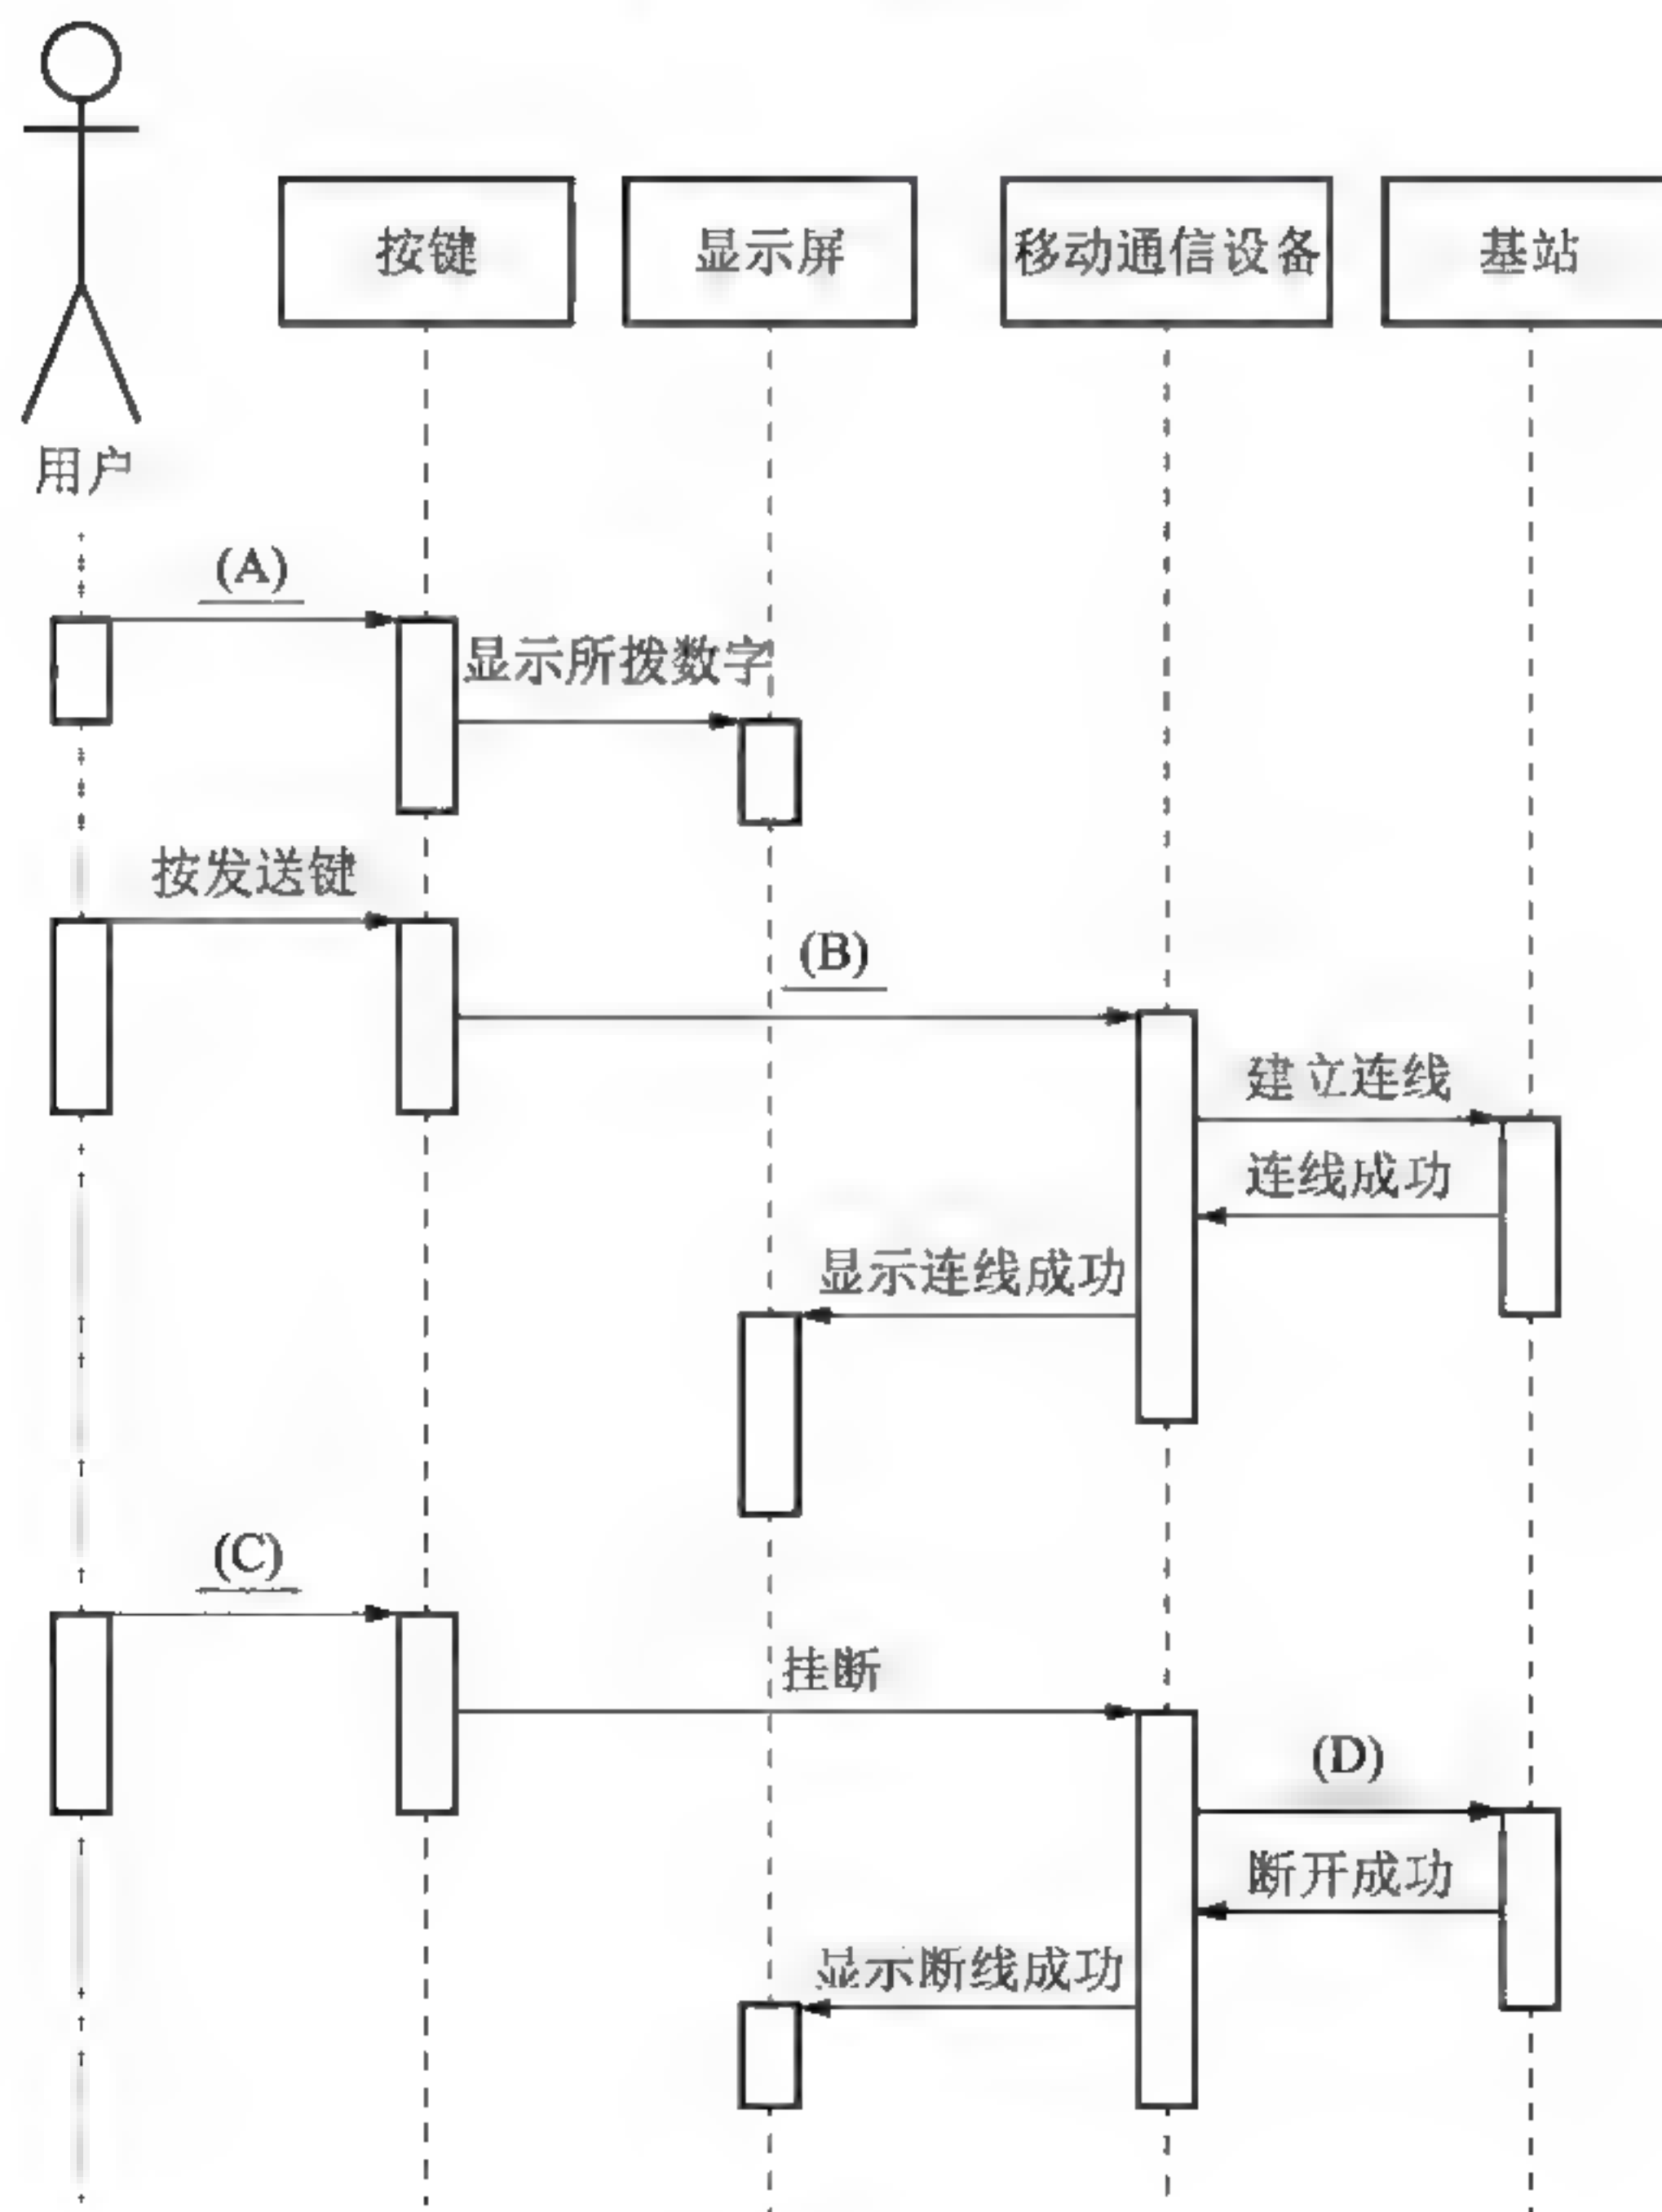 按键
显示屏
移动通信设备
基站
用户
(A)
显示所拨数字
按发送键
(B)
建立连线
连线成功
显示连线成功
(C)
挂断
(D)
断开成功
显示断线成功